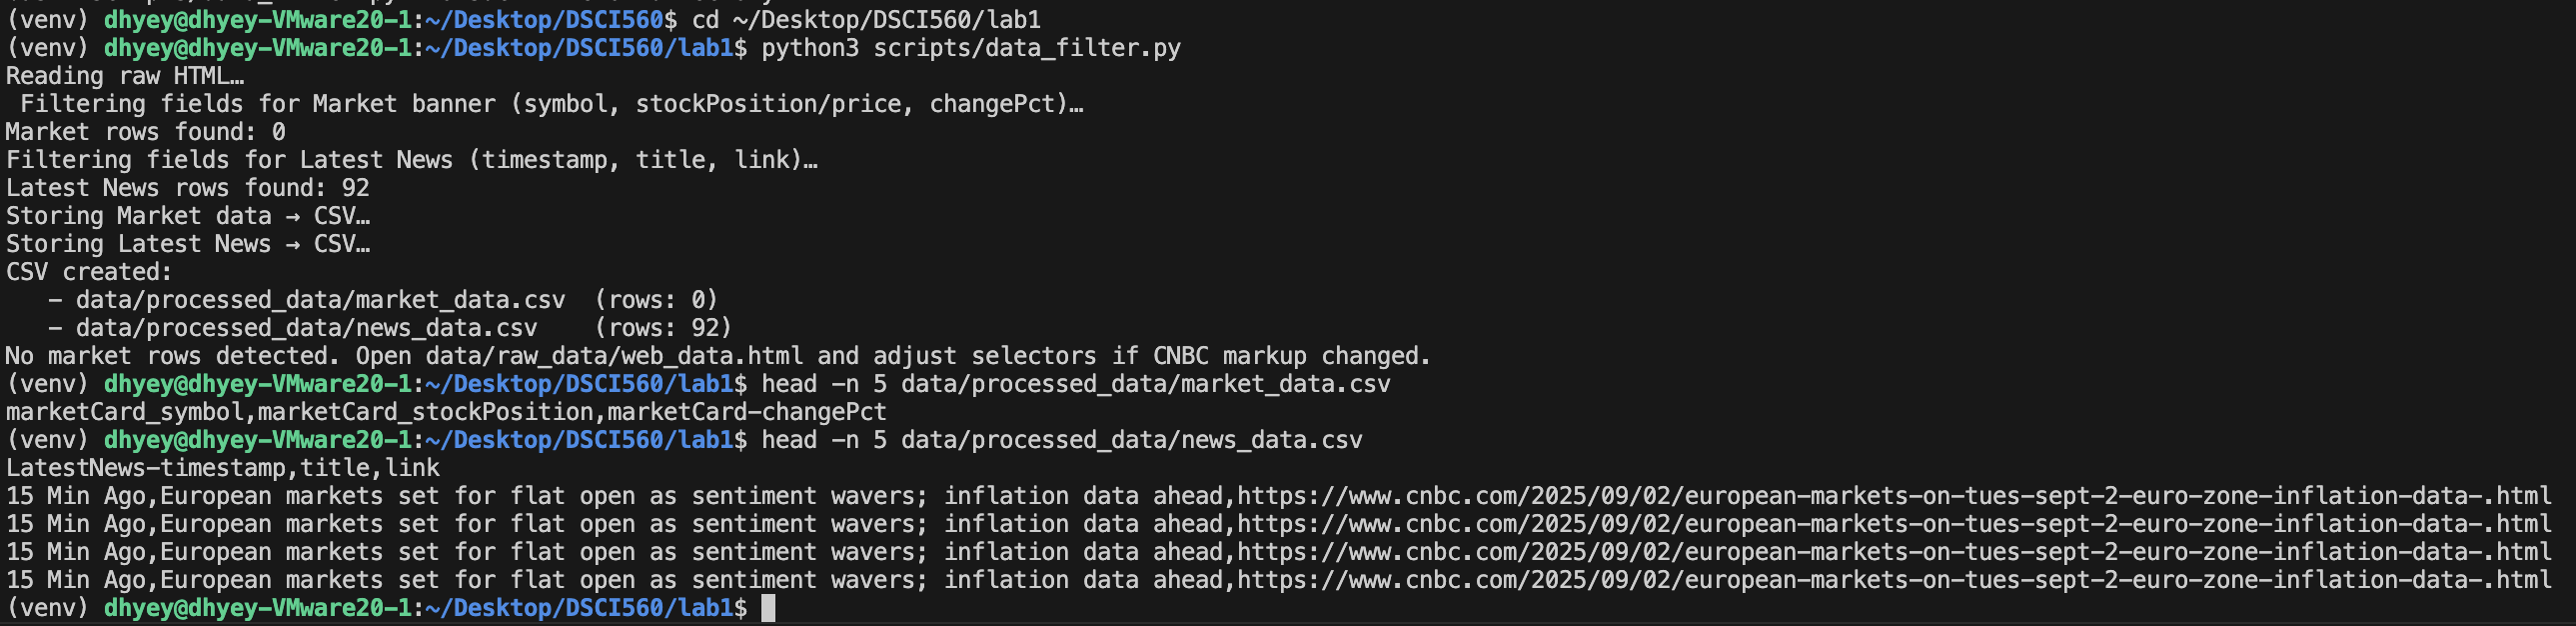 (venv) dhyey@dhyey-VMware20-1:~/Desktop/DSCI560$ cd ~/Desktop/DSCI560/lab1
(venv) dhyey@dhyey-VMware20-1:~/Desktop/DSCI560/lab1$ python3 scripts/data_filter.py
Reading raw HTML…
 Filtering fields for Market banner (symbol, stockPosition/price, changePct)…
Market rows found: 0
Filtering fields for Latest News (timestamp, title, link)…
Latest News rows found: 92
Storing Market data → CSV…
Storing Latest News → CSV…
CSV created:
   - data/processed_data/market_data.csv  (rows: 0)
   - data/processed_data/news_data.csv    (rows: 92)
No market rows detected. Open data/raw_data/web_data.html and adjust selectors if CNBC markup changed.
(venv) dhyey@dhyey-VMware20-1:~/Desktop/DSCI560/lab1$ head -n 5 data/processed_data/market_data.csv
marketCard_symbol,marketCard_stockPosition,marketCard-changePct
(venv) dhyey@dhyey-VMware20-1:~/Desktop/DSCI560/lab1$ head -n 5 data/processed_data/news_data.csv
LatestNews-timestamp,title,link
15 Min Ago,European markets set for flat open as sentiment wavers; inflation data ahead,https://www.cnbc.com/2025/09/02/european-markets-on-tues-sept-2-euro-zone-inflation-data-.html
15 Min Ago,European markets set for flat open as sentiment wavers; inflation data ahead,https://www.cnbc.com/2025/09/02/european-markets-on-tues-sept-2-euro-zone-inflation-data-.html
15 Min Ago,European markets set for flat open as sentiment wavers; inflation data ahead,https://www.cnbc.com/2025/09/02/european-markets-on-tues-sept-2-euro-zone-inflation-data-.html
15 Min Ago,European markets set for flat open as sentiment wavers; inflation data ahead,https://www.cnbc.com/2025/09/02/european-markets-on-tues-sept-2-euro-zone-inflation-data-.html
(venv) dhyey@dhyey-VMware20-1:~/Desktop/DSCI560/lab1$